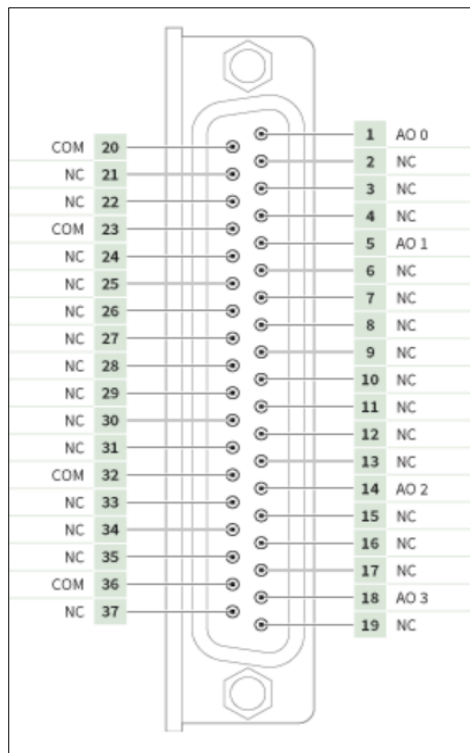 1 AO 0
COM 20
2 NC
NC 21
3 NC
NC 22
4 NC
COM 23
5 AO 1
NC 24
6 NC
NC 25
7 NC
NC 26
8 NC
NC 27
9 NC
NC 28
10 NC
NC 29
11 NC
NC 30
12 NC
NC 31
13 NC
COM 32
14 AO 2
NC 33
15 NC
NC 34
16 NC
NC 35
17 NC
COM 36
18 AO 3
NC 37
19 NC